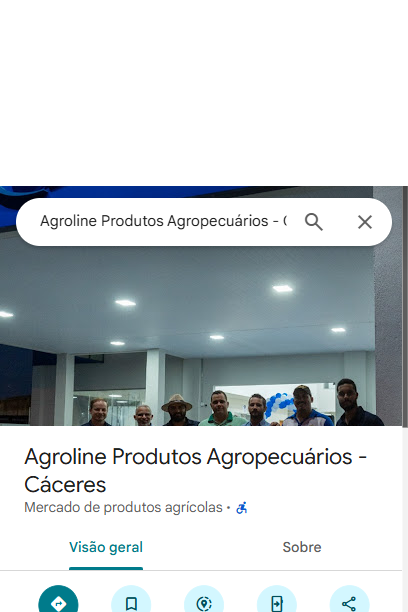 Agroline Produtos Agropecuários - C
Agroline Produtos Agropecuários -
Cáceres
Mercado de produtos agrícolas •
Visão geral
Sobre